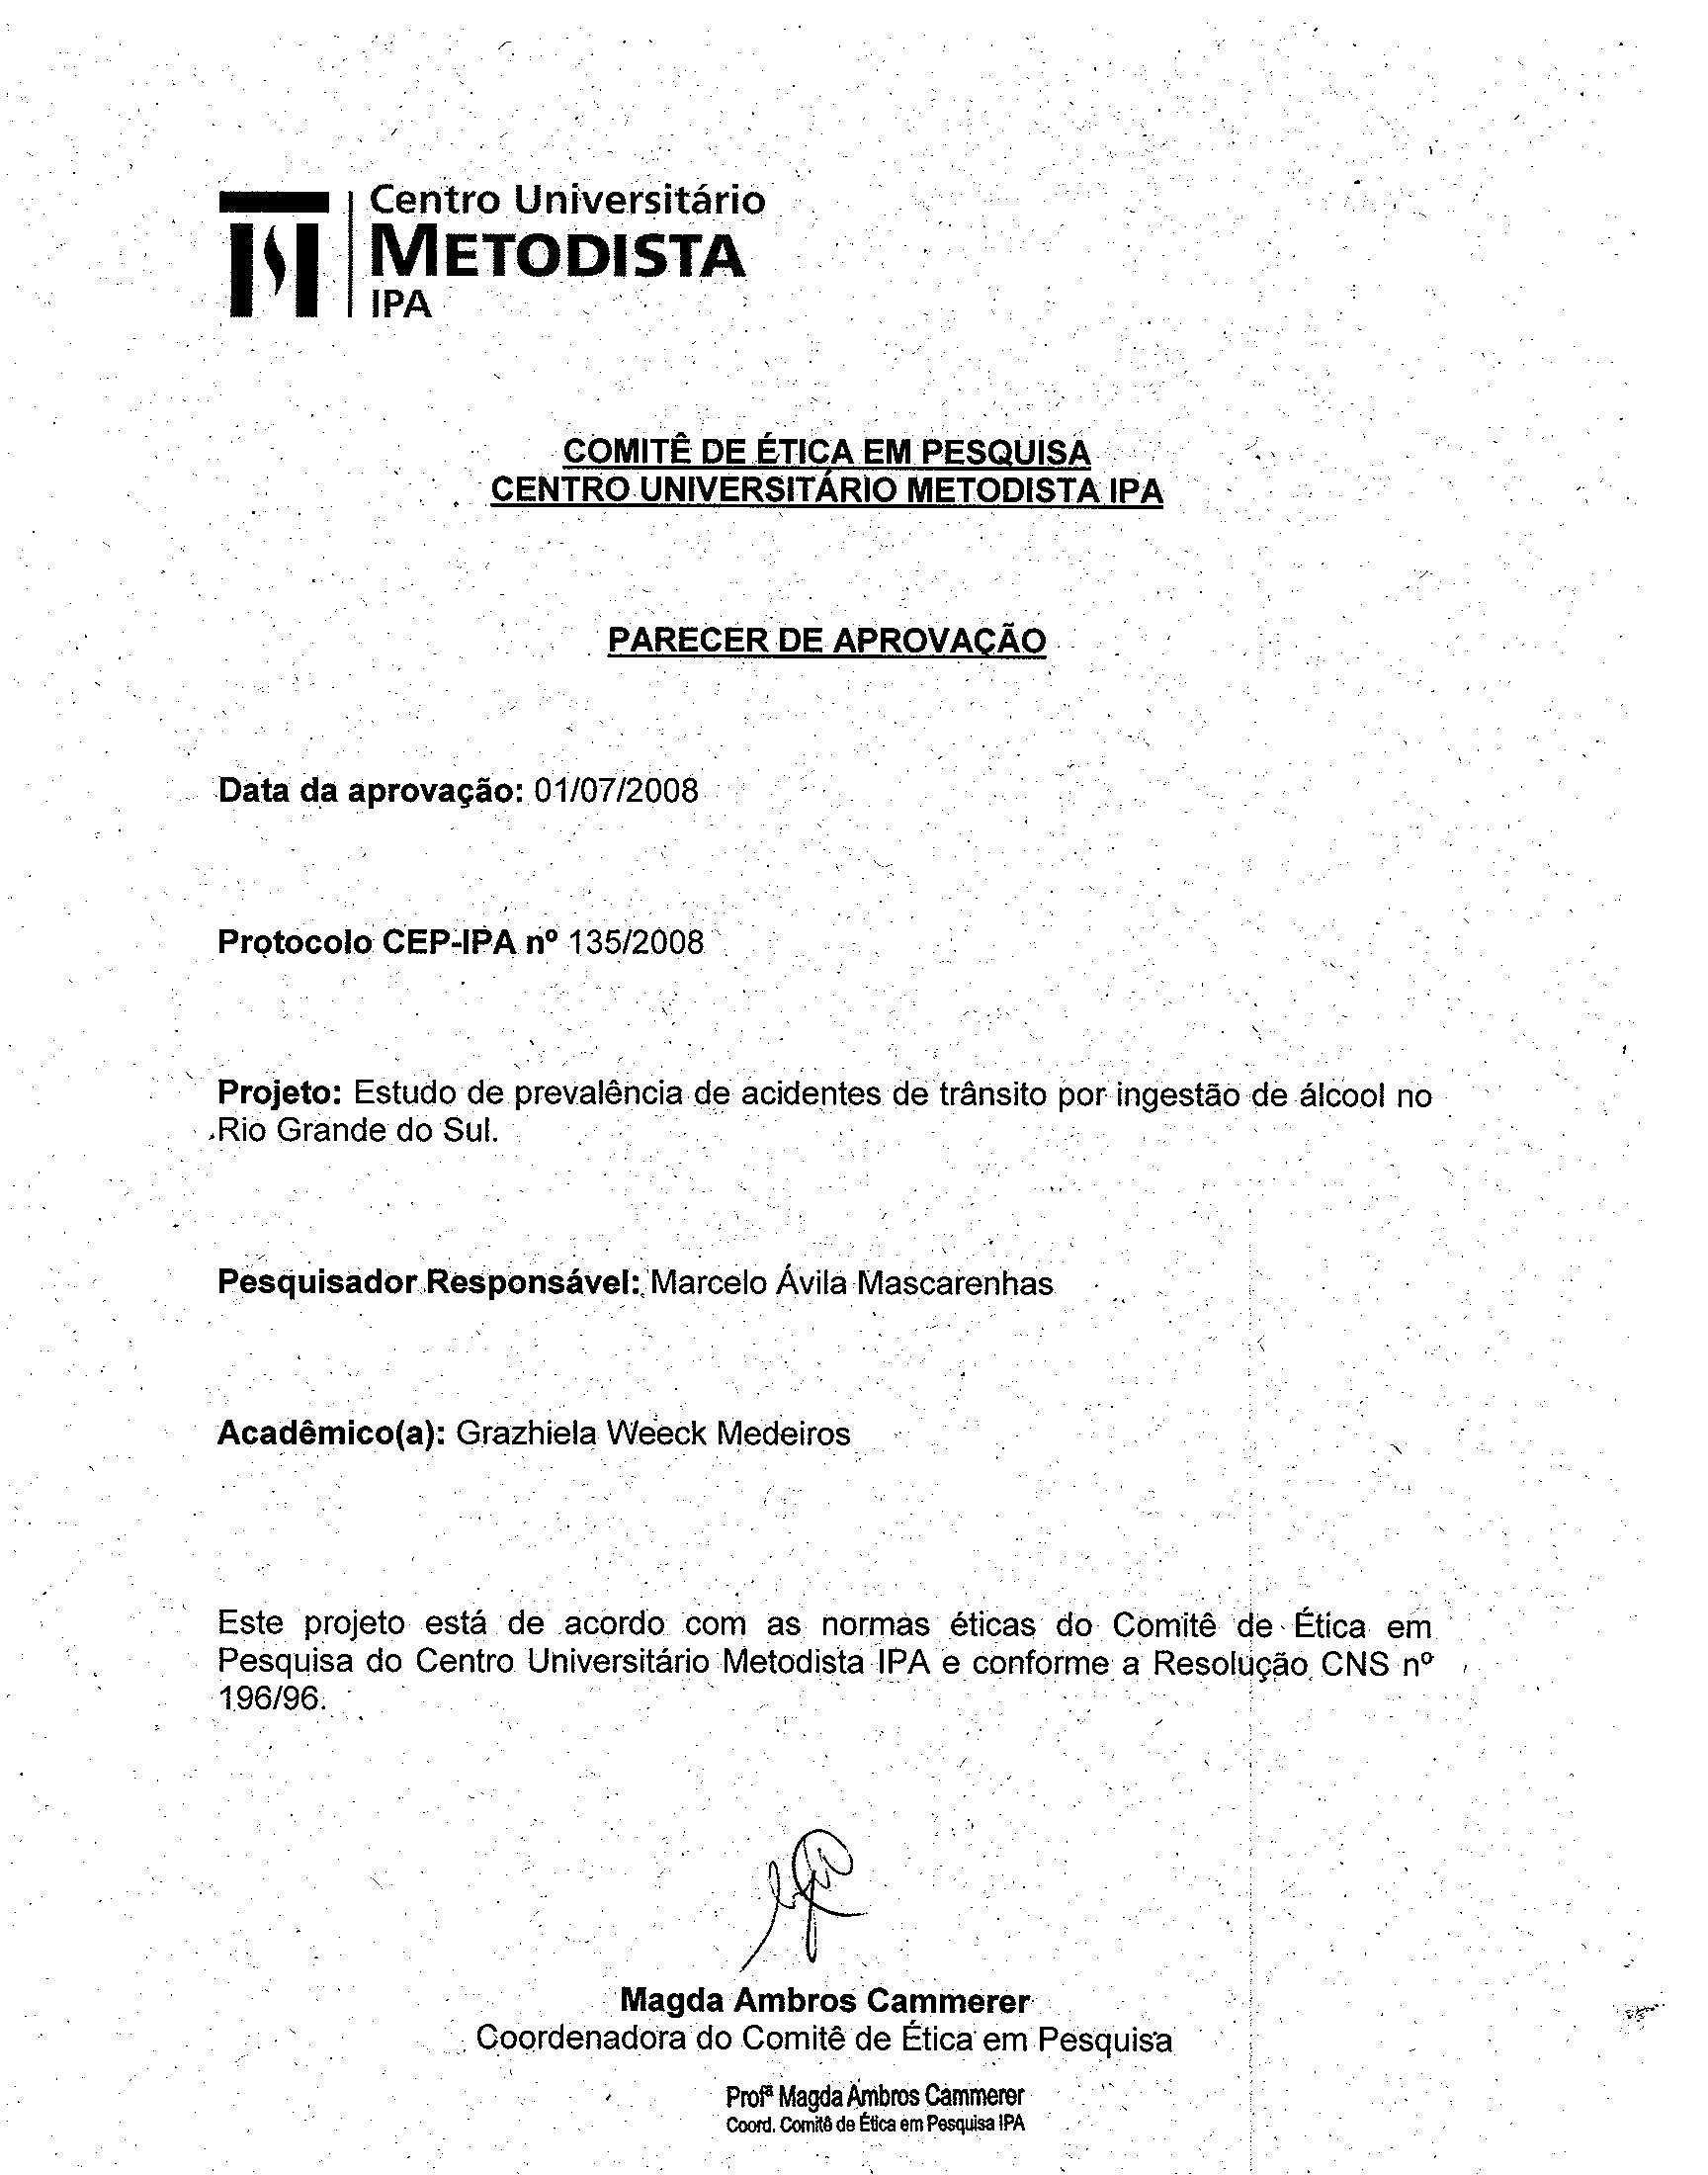 Centro Universitário
METODISTA
IPA
COMITÊ DE ÉTICA EM PESQUISA
CENTRO UNIVERSITÁRIO METODISTA IPA
PARECER DE APROVAÇÃO
Data da aprovação: 01/07/2008
Protocolo CEP-IPA nº 135/2008
Projeto: Estudo de prevalência de acidentes de trânsito por ingestão de álcool no
Rio Grande do Sul.
Pesquisador Responsável: Marcelo Ávila Mascarenhas
Acadêmico(a): Grazhiela Weeck Medeiros
Este projeto está de acordo com as normas éticas do Comitê de Ética em
Pesquisa do Centro Universitário Metodista IPA e conforme a Resolução CNS nº
196/96.
Magda Ambros Cammerer
Coordenadora do Comitê de Ética em Pesquisa
Profª Magda Ambros Cammerer
Coord. Comitê de Ética em Pesquisa IPA